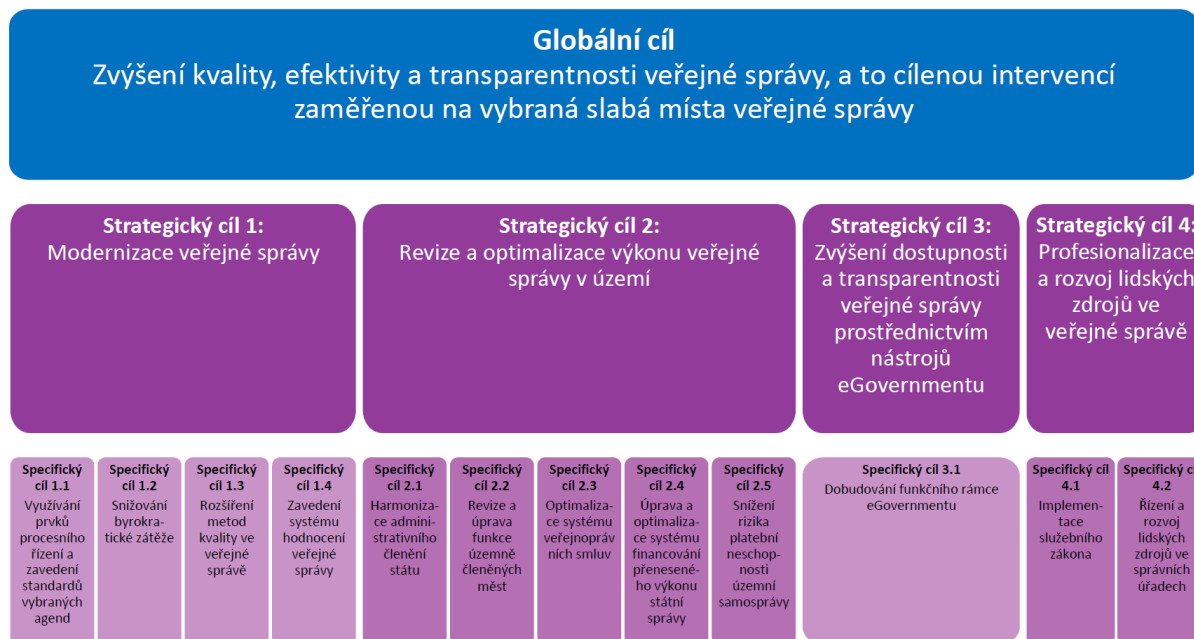 Globální cíl
Zvýšení kvality, efektivity a transparentnosti veřejné správy, a to cílenou intervencí
zaměřenou na vybraná slabá místa veřejné správy
Strategický cíl 1:
Modernizace veřejné správy
Strategický cíl 2:
Revize a optimalizace výkonu veřejné
správy v území
Strategický cíl 3:
Zvýšení dostupnosti
a transparentnosti
veřejné správy
prostřednictvím
nástrojů
eGovernmentu
Strategický cíl 4:
Profesionalizace
a rozvoj lidských
zdrojů ve
veřejné správě
Specifický
cíl 1.1
Využívání
prvků
procesního
řízení a
zavedení
standardů
vybraných
agend
Specifický
cíl 1.2
Snižování
byrokra-
tické zátěže
Specifický
cíl 1.3
Rozšíření
metod
kvality ve
veřejné
správě
Specifický
cíl 1.4
Zavedení
systému
hodnocení
veřejné
správy
Specifický
cíl 2.1
Harmoniza-
ce admini-
strativního
členění
státu
Specifický
cíl 2.2
Revize a
úprava
funkce
územně
členěných
měst
Specifický
cíl 2.3
Optimaliza-
ce systému
veřejnopráv
ních smluv
Specifický
cíl 2.4
Úprava a
optimaliza-
ce systému
financování
přenesené-
ho výkonu
státní
správy
Specifický
cíl 2.5
Snížení
rizika
platební
neschop-
nosti
územní
samosprávy
Specifický cíl 3.1
Dobudování funkčního rámce
eGovernmentu
Specifický cíl
4.1
Implemen-
tace
služebního
zákona
Specifický cí
4.2
Řízení a
rozvoj
lidských
zdrojů ve
správních
úřadech